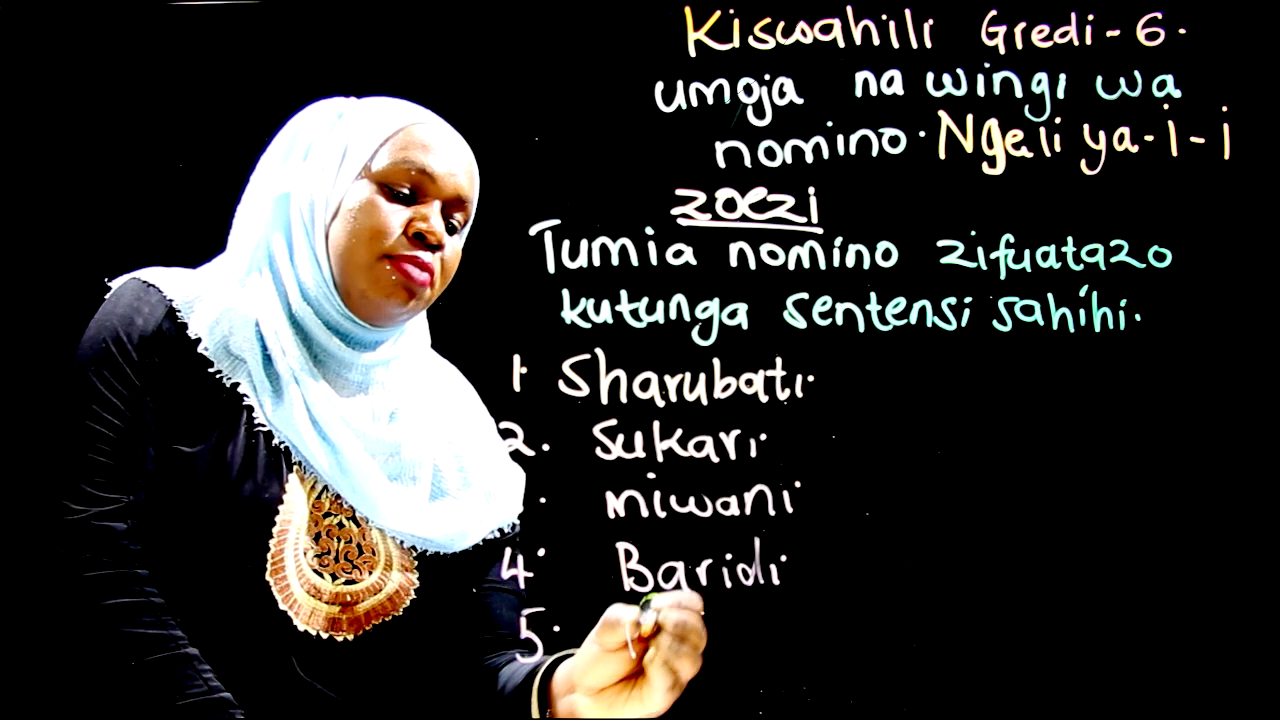 Kiswahili Gredi-6.
umoja na wingi wa
nomino. Ngeli ya-i-i
zoezi
Tumia nomino zifuatazo
kutunga sentensi sahihi.
1 Sharubati.
2. Sukari.
. miwani
4. Baridi.
5.